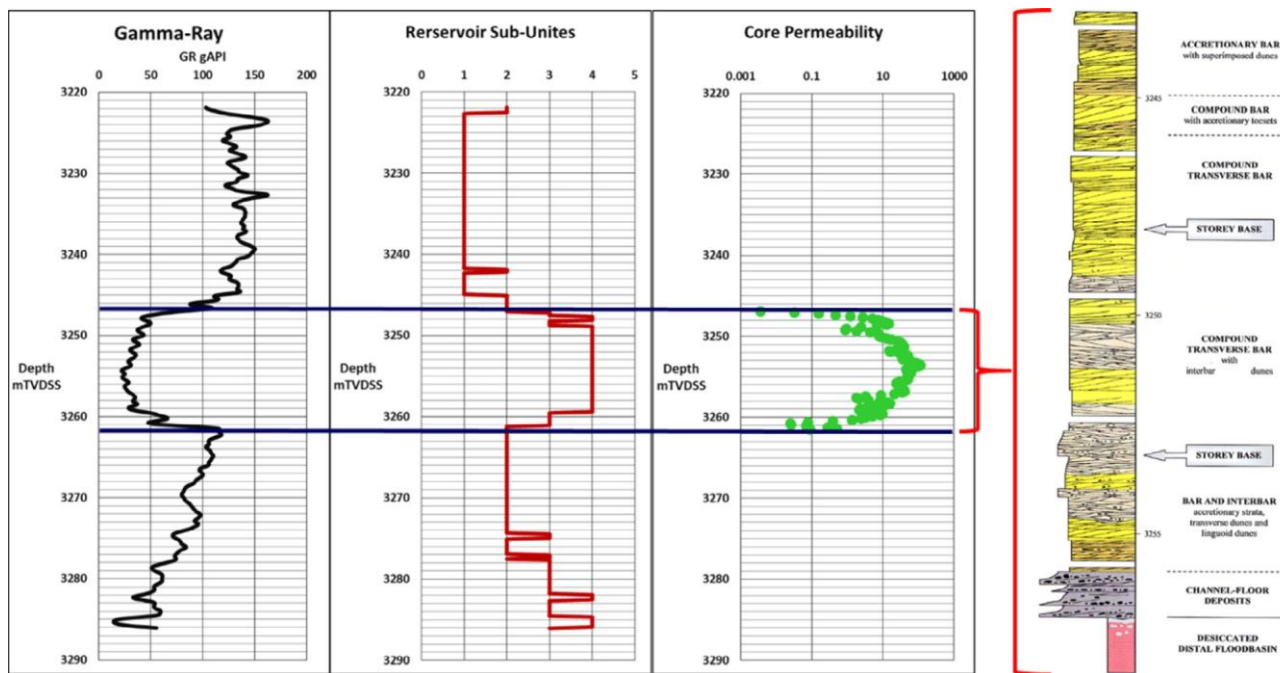 Gamma-Ray
GR gAPI
0 50 100 150 200
3220
3230
3240
3250
Depth
mTVDSS
3260
3270
3280
3290
Rerservoir Sub-Unites
0 1 2 3 4 5
3220
3230
3240
3250
Depth
mTVDSS
3260
3270
3280
3290
Core Permeability
0.001 0.1 10 1000
3220
3230
3240
3250
Depth
mTVDSS
3260
3270
3280
3290
ACCRETIONARY BAR
with superimposed dunes
3245
COMPOUND BAR
with accretionary toesets
COMPOUND
TRANSVERSE BAR
STOREY BASE
3250
COMPOUND
TRANSVERSE BAR
with
interbar dunes
STOREY BASE
BAR AND INTERBAR
accretionary strata,
transverse dunes and
linguoid dunes
3255
CHANNEL-FLOOR
DEPOSITS
DESICCATED
DISTAL FLOODBASIN